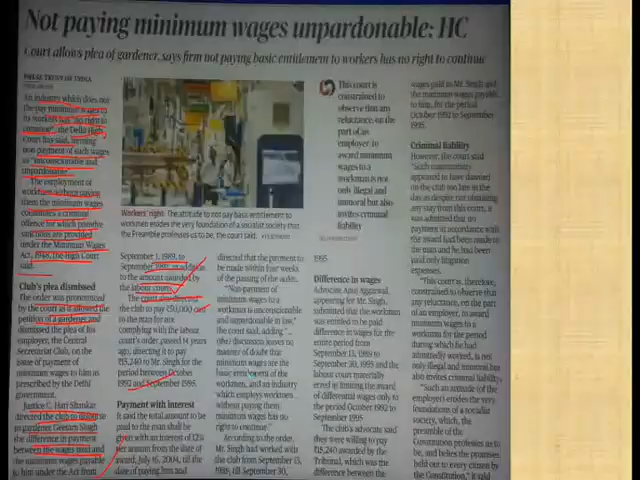 Not paying minimum wages unpardonable: HC
Court allows plea of gardener, says firm not paying basic entitlement to workers has no right to continue
PRESS TRUST OF INDIA
An industry which does not
pay minimum wages to
its workers has "no right to
continue", the Delhi High
Court has said, terming
non-payment of such wages
as "unconscionable and
unpardonable".
The employment of
workmen without paying
them the minimum wages
constitutes a criminal
offence for which punitive
sanctions are provided
under the Minimum Wages
Act, 1948, the High Court
said.
Club's plea dismissed
The order was pronounced
by the court as it allowed the
petition of a gardener and
dismissed the plea of his
employer, the Central
Secretariat Club, on the
issue of payment of
minimum wages to him as
prescribed by the Delhi
government.
Justice C. Hari Shankar
directed the club to
to gardener Geetam Singh
the difference in payment
between the wages paid and
the minimum wages payable
to him under the Act from
Workers' right: The attitude to not pay basic entitlement to
workmen erodes the very foundation of a socialist society that
the Preamble professes us to be, the court said.
September 1, 1989, to
September 1992, in addition
to the amount awarded by
the labour court.
The court also directed
the club to pay ₹50,000
to the man for not
complying with the labour
court's order, passed 14 years
ago, directing it to pay
₹15,240 to Mr. Singh for the
period between October
1992 and September 1995.
Payment with interest
It said the total amount to be
paid to the man shall be
with an interest of 12%
per annum from the date of
award, July 16, 2004, till
the date of paying him and
directed that the payment to
be made within four weeks
of the passing of the order.
"Non-payment of
minimum wages to a
workman is unconscionable
and unpardonable in law,"
the court said, adding "...
(the) discussion leaves no
manner of doubt that
minimum wages are the
basic entitlement of the
workmen, and an industry
which employs workmen
without paying them
minimum wages has no
right to continue."
According to the order,
Mr. Singh had worked with
the club from September 13,
1989, till September 30,
This court is
constrained to
observe that any
reluctance, on the
part of an
employer, to
award minimum
wages to a
workman is not
only illegal and
immoral but also
invites criminal
liability
1995
Difference in wages
Advocate Anuj Aggarwal,
appearing for Mr. Singh,
submitted that the workman
was entitled to be paid
difference in wages for the
entire period from
September 13, 1989 to
September 30, 1995 and the
labour court materially
erred in limiting the award
of differential wages only to
the period October 1992 to
September 1995.
The club's advocate said
they were willing to pay
₹15,240 awarded by the
Tribunal, which was the
difference between the
wages paid to Mr. Singh and
the minimum wages payable
to him, for the period
October 1992 to September
1995.
Criminal liability
However, the court said
"such magnanimity
appeared to have dawned
on the club too late in the
day as despite not obtaining
any stay from this court, it
was admitted that no
payment in accordance with
the award had been made to
the man and he had been
paid only litigation
expenses.
"This court is, therefore,
constrained to observe that
any reluctance, on the part
of an employer, to award
minimum wages to a
workman for the period
during which he had
admittedly worked, is not
only illegal and immoral but
also invites criminal liability.
"Such an attitude (of the
employer) erodes the very
foundations of a socialist
society, which, the
preamble of the
Constitution professes us to
be, and belies the promises
held out to every citizen by
the Constitution," it said